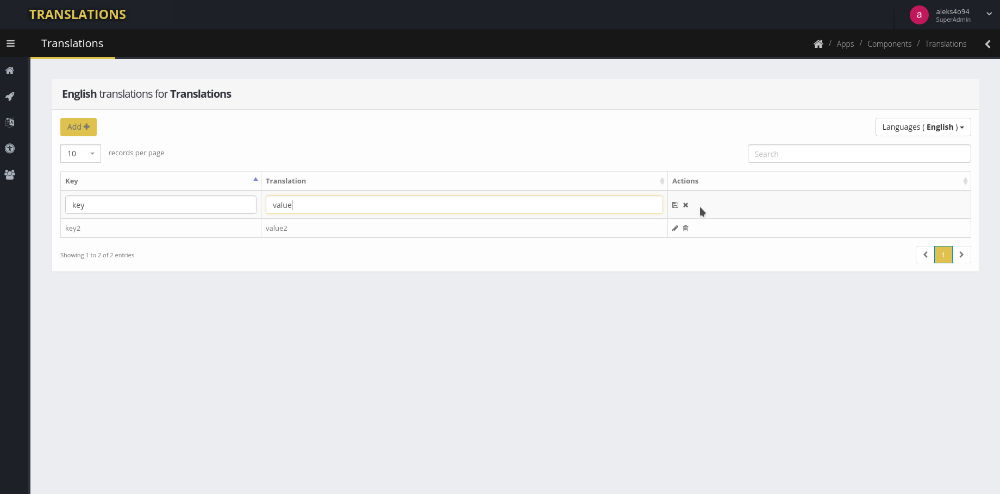 TRANSLATIONS
a
aleks4o94
SuperAdmin
Translations
/ Apps / Components / Translations
English translations for Translations
Add
Languages ( English )
10 records per page
Search
Key Translation Actions
key value
key2 value2
Showing 1 to 2 of 2 entries
1